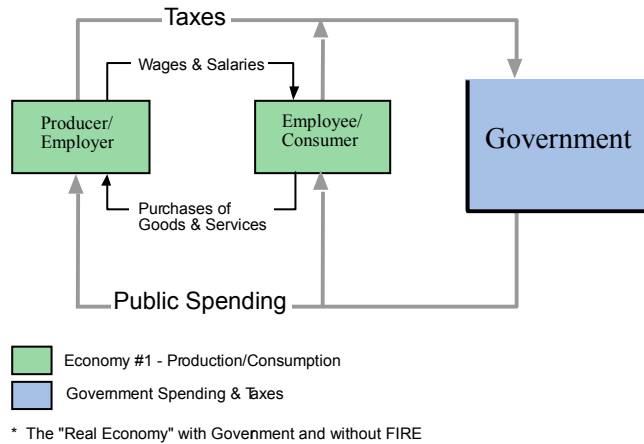 Taxes
Wages & Salaries
Producer/
Employer
Employee/
Consumer
Government
Purchases of
Goods & Services
Public Spending
Economy #1 - Production/Consumption
Government Spending & Taxes
* The "Real Economy" with Government and without FIRE